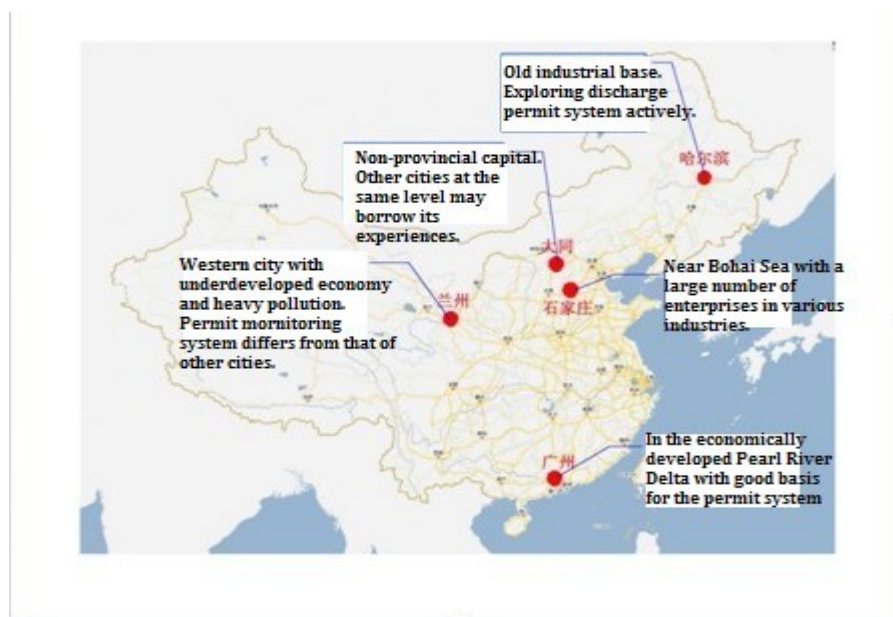 Old industrial base.
Exploring discharge
permit system actively.
哈尔滨
Non-provincial capital.
Other cities at the
same level may
borrow its
experiences.
大同
Western city with
underdeveloped economy
and heavy pollution.
Permit mornitoring
system differs from that of
other cities.
兰州
Near Bohai Sea with a
large number of
enterprises in various
industries.
石家庄
In the economically
developed Pearl River
Delta with good basis
for the permit system
广州